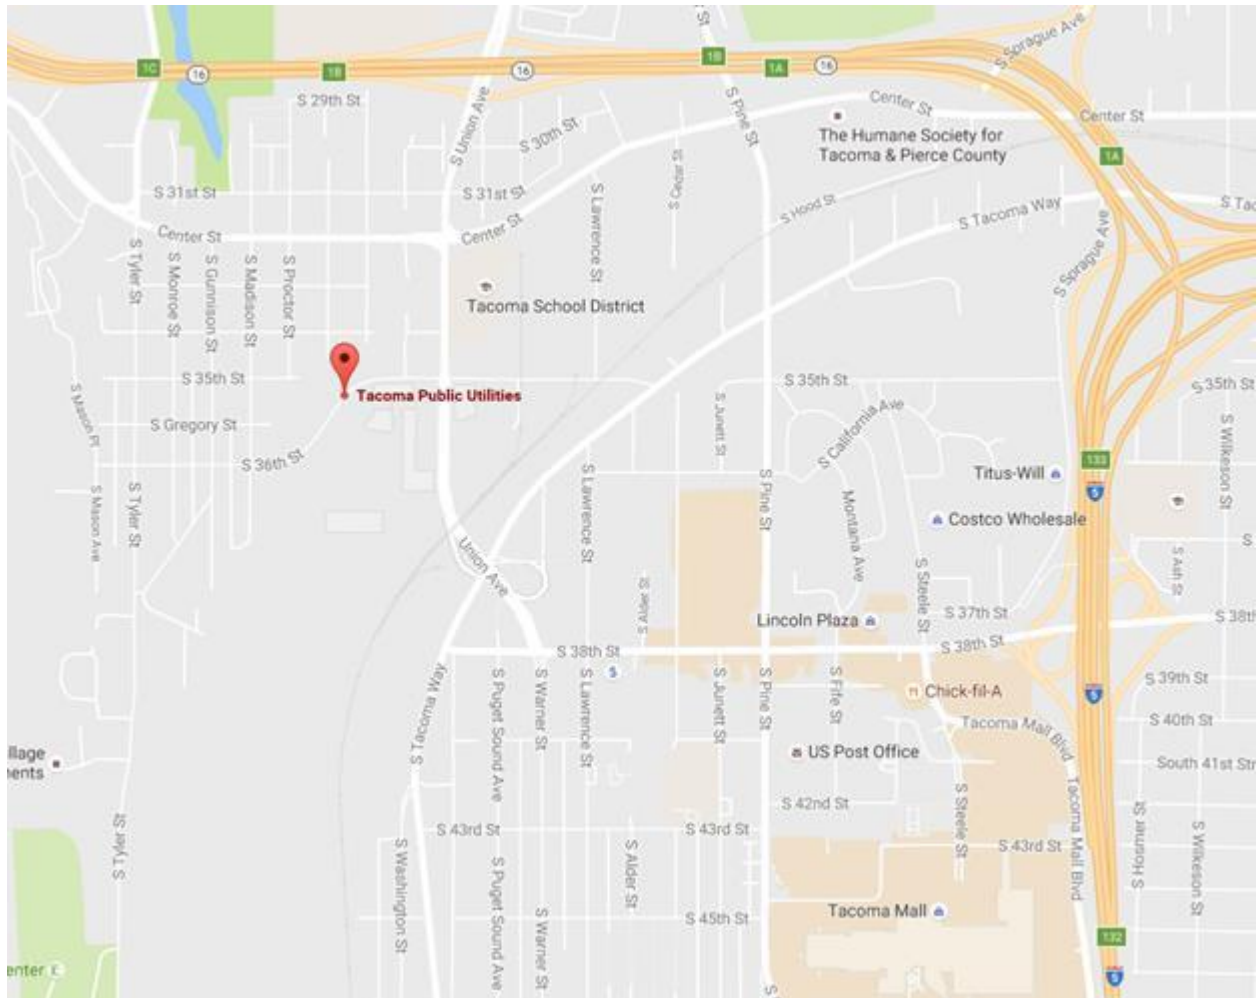 St
S Sprague Ave
1C
16
1B
16
1B
1A
16
S 29th St
S Union Ave
S 30th St
S Pine St
Center St
Center St
The Humane Society for
Tacoma & Pierce County
1A
S 31st St
S 31st St
S Cedar St
S Lawrence St
S Hood St
S Tacoma Way
S Tac
Center St
Center St
S Tyler St
S Monroe St
S Gunnison St
S Madison St
S Proctor St
S Sprague Ave
Tacoma School District
S 35th St
Tacoma Public Utilities
S 35th St
S 35th St
S Mason Pl
S Gregory St
S 36th St
S Junett St
S California Ave
S Wilkeson St
133
5
Titus-Will
Costco Wholesale
S Mason Ave
S Tyler St
S Lawrence St
S Pine St
Montana Ave
S
Union Ave
S Alder St
S Steele St
S Ash St
S 37th St
Lincoln Plaza
S 38th St
S 38th St
S 38th
5
S Tacoma Way
S Puget Sound Ave
S Warner St
S Lawrence St
S Junett St
S Pine St
S Fife St
Chick-fil-A
5
S 39th St
S 40th St
Tacoma Mall Blvd
illage
nents
US Post Office
South 41st Str
S 42nd St
S Steele St
Tacoma Mall Blvd
S Hosmer St
S Wilkeson St
S Tyler St
S 43rd St
S 43rd St
S 43rd St
S Washington St
S Puget Sound Ave
S Alder St
S Warner St
S 45th St
Tacoma Mall
132
5
enter
E
S